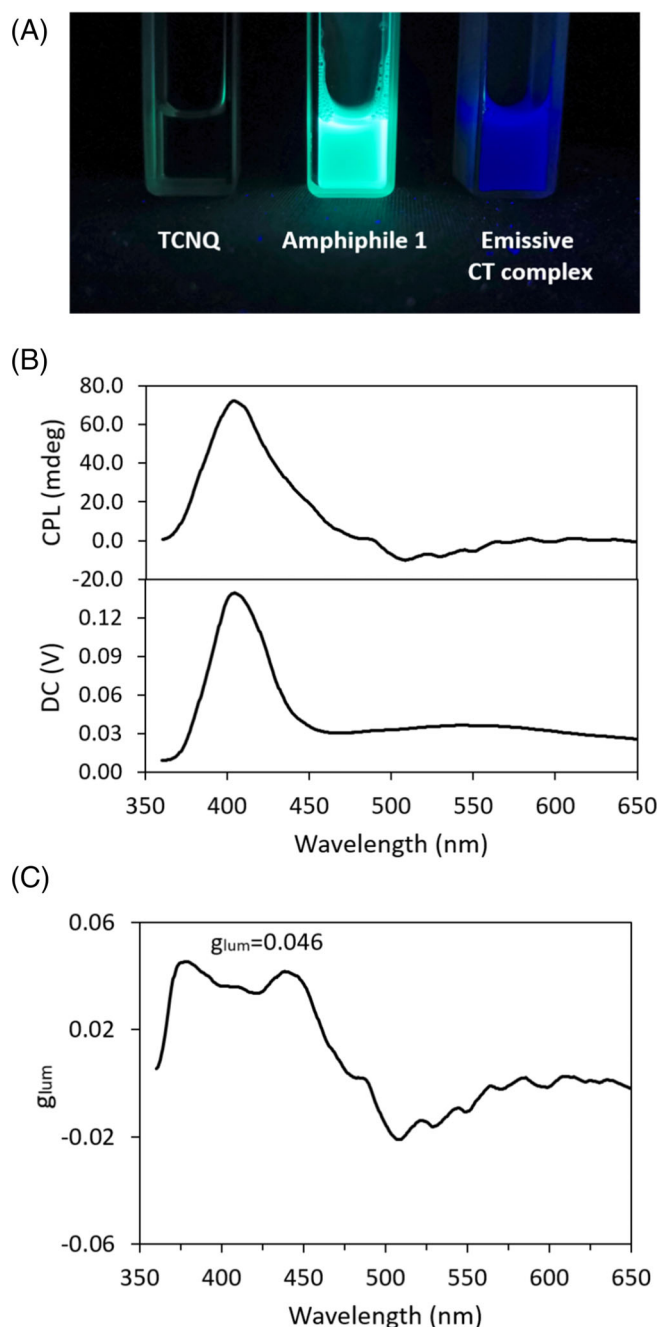 (A)
TCNQ
Amphiphile 1
Emissive
CT complex
(B)
CPL (mdeg)
80.0
60.0
40.0
20.0
0.0
-20.0
DC (V)
0.12
0.09
0.06
0.03
0.00
350 400 450 500 550 600 650
Wavelength (nm)
(C)
glum
0.06
0.02
-0.02
-0.06
glum=0.046
350 400 450 500 550 600 650
Wavelength (nm)